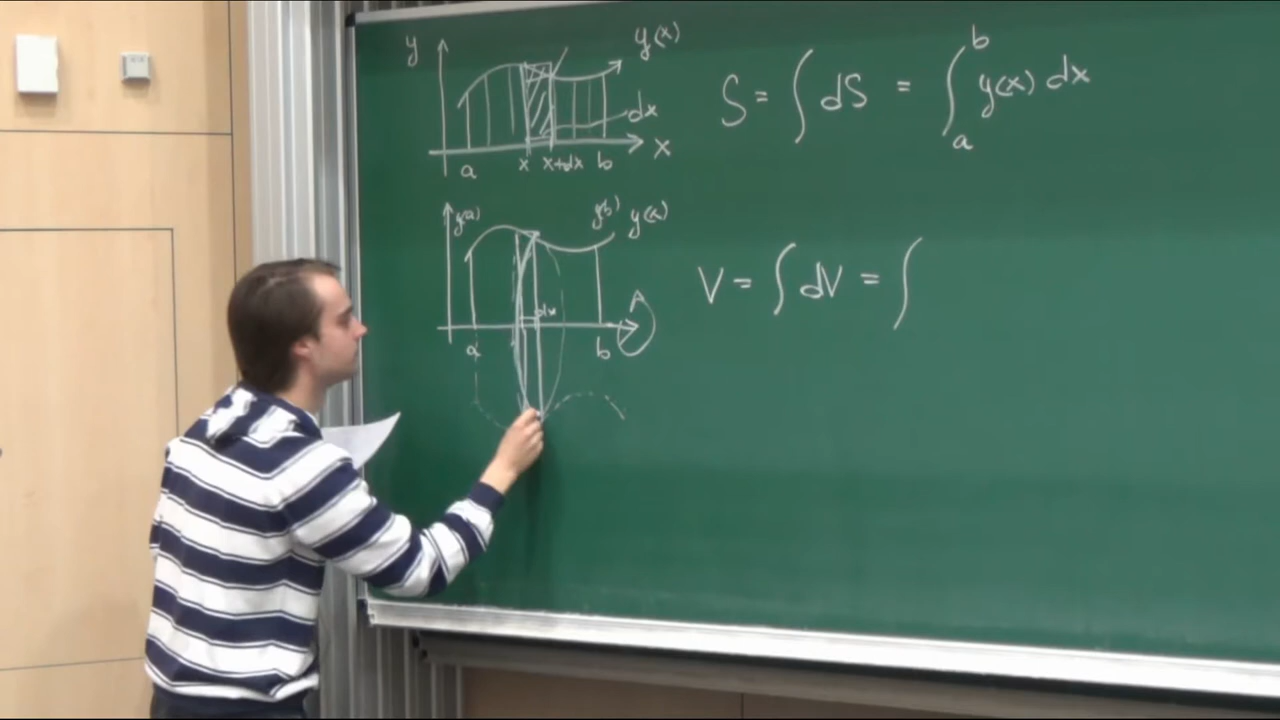 y y(x)
dx
a x x+dx b x
S = ∫ dS = ∫ₐᵇ y(x) dx
y(a) y(b) y(x)
dx
a b
V = ∫ dV = ∫